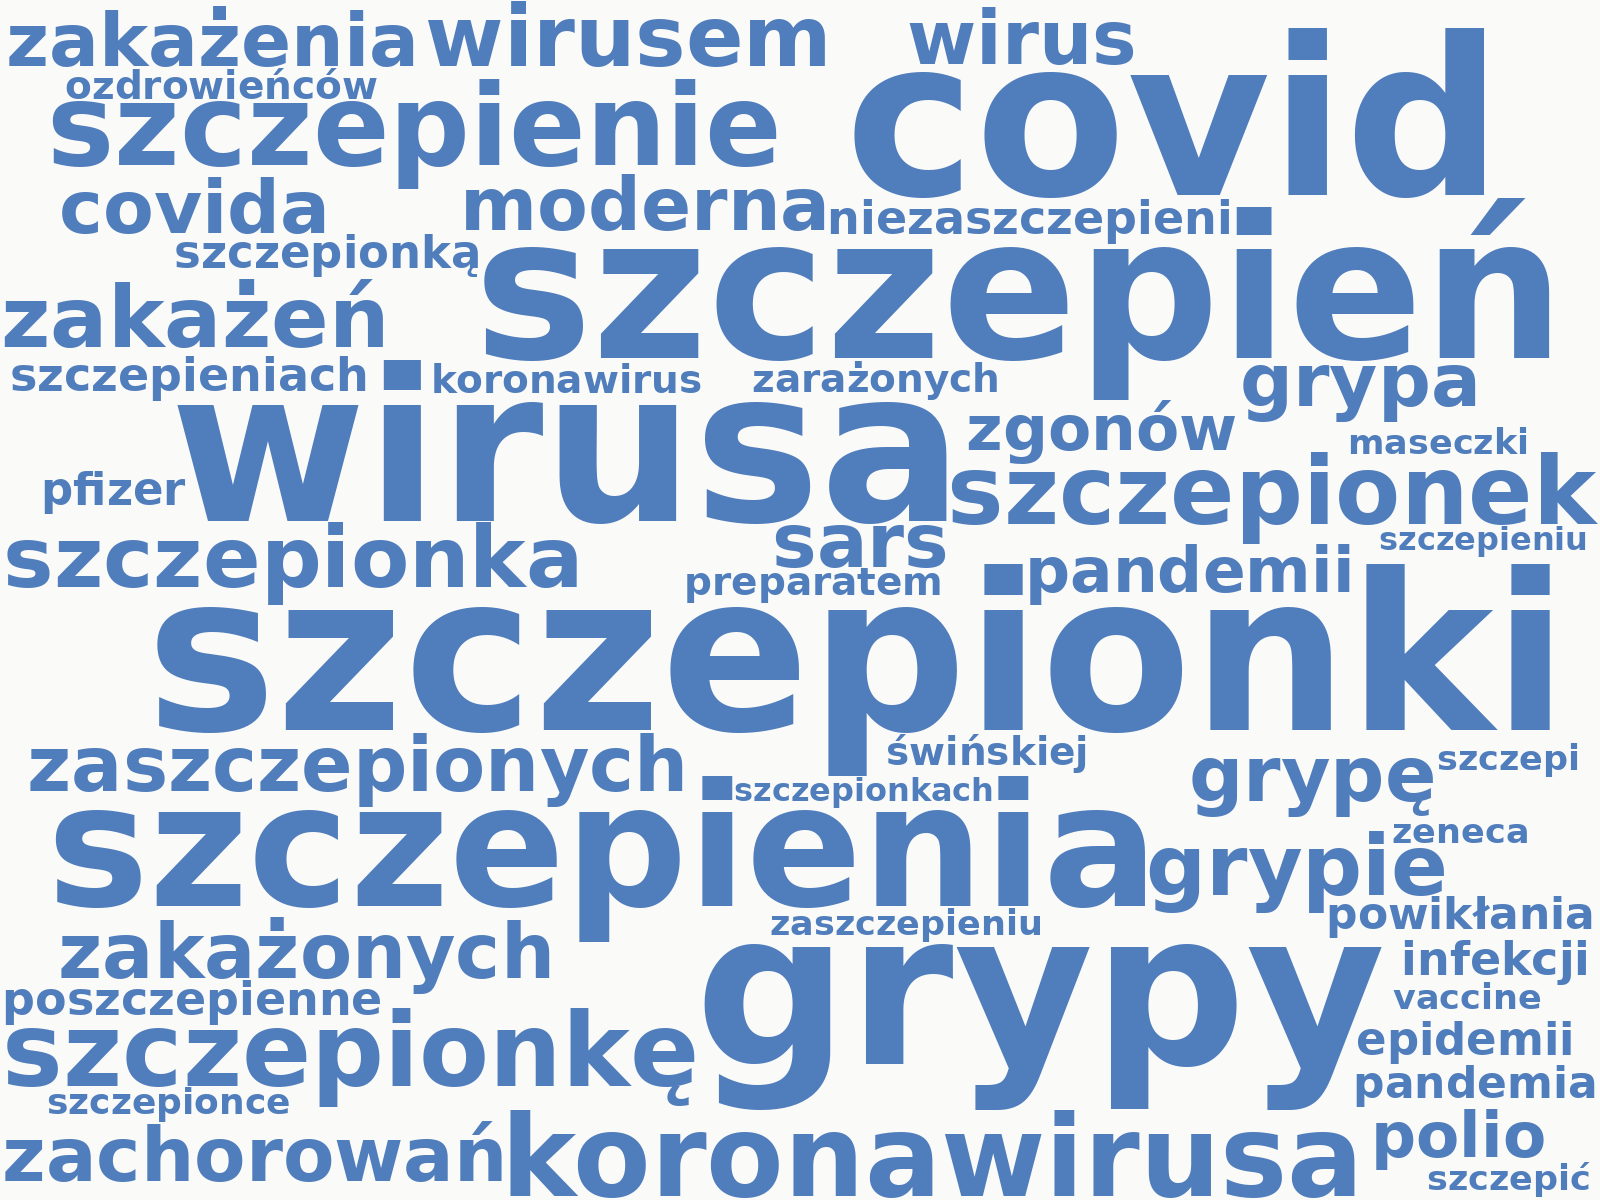 zakażenia wirusem wirus
ozdrowieńców
szczepienie covid
covida moderna niezaszczepieni
szczepionką szczepień
zakażeń
szczepieniach koronawirus zarażonych grypa
wirusa zgonów maseczki
pfizer szczepionek
szczepionka sars szczepieniu
preparatem pandemii
szczepionki
zaszczepionych świńskiej grypę szczepi
szczepionkach
szczepienia grypie zeneca
zaszczepieniu powikłania
zakażonych grypy infekcji
poszczepienne vaccine
szczepionkę epidemii
szczepionce pandemia
zachorowań koronawirusa polio
szczepić